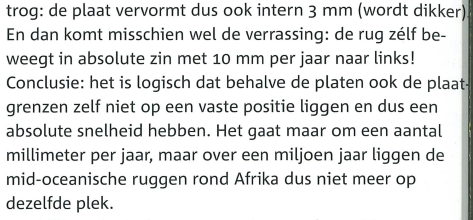 trog: de plaat vervormt dus ook intern 3 mm (wordt dikker).
En dan komt misschien wel de verrassing: de rug zélf be-
weegt in absolute zin met 10 mm per jaar naar links!
Conclusie: het is logisch dat behalve de platen ook de plaat-
grenzen zelf niet op een vaste positie liggen en dus een
absolute snelheid hebben. Het gaat maar om een aantal
millimeter per jaar, maar over een miljoen jaar liggen de
mid-oceanische ruggen rond Afrika dus niet meer op
dezelfde plek.